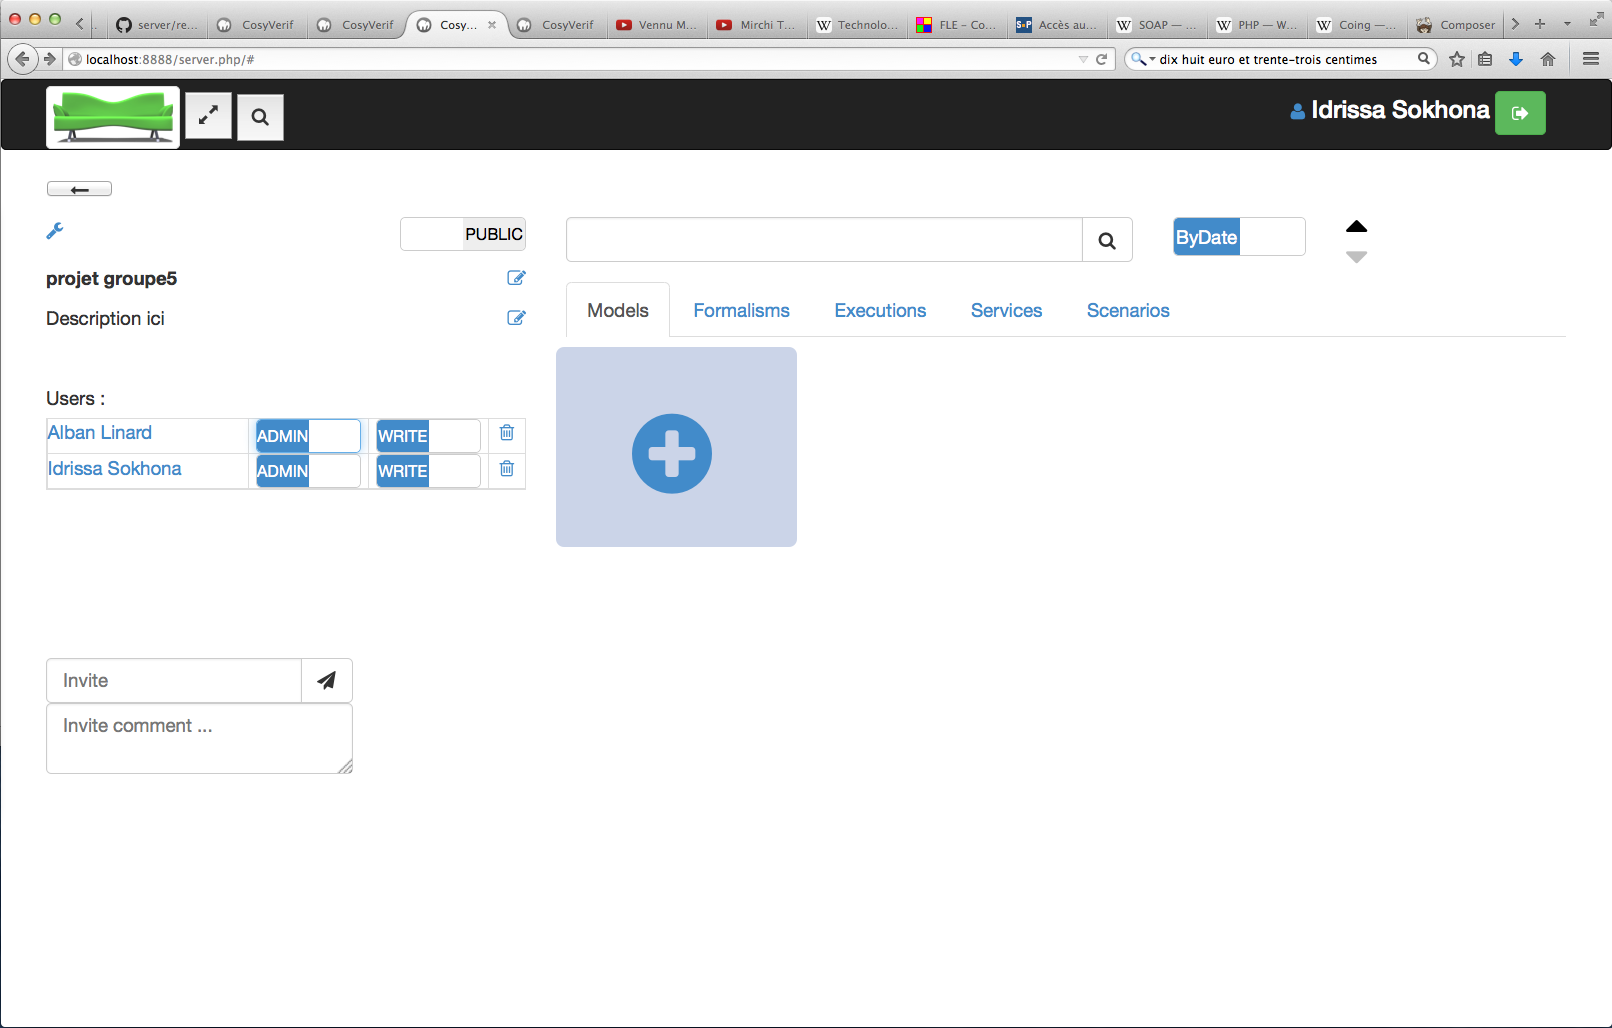 server/re...
CosyVerif
CosyVerif
Cosy...
CosyVerif
Vennu M...
Mirchi T...
Technolo...
FLE – Co...
Accès au...
SOAP — ...
PHP — W...
Coing —...
Composer
localhost:8888/server.php/#
dix huit euro et trente-trois centimes
Idrissa Sokhona
PUBLIC
ByDate
projet groupe5
Description ici
Models Formalisms Executions Services Scenarios
Users :
Alban Linard ADMIN WRITE
Idrissa Sokhona ADMIN WRITE
Invite
Invite comment ...